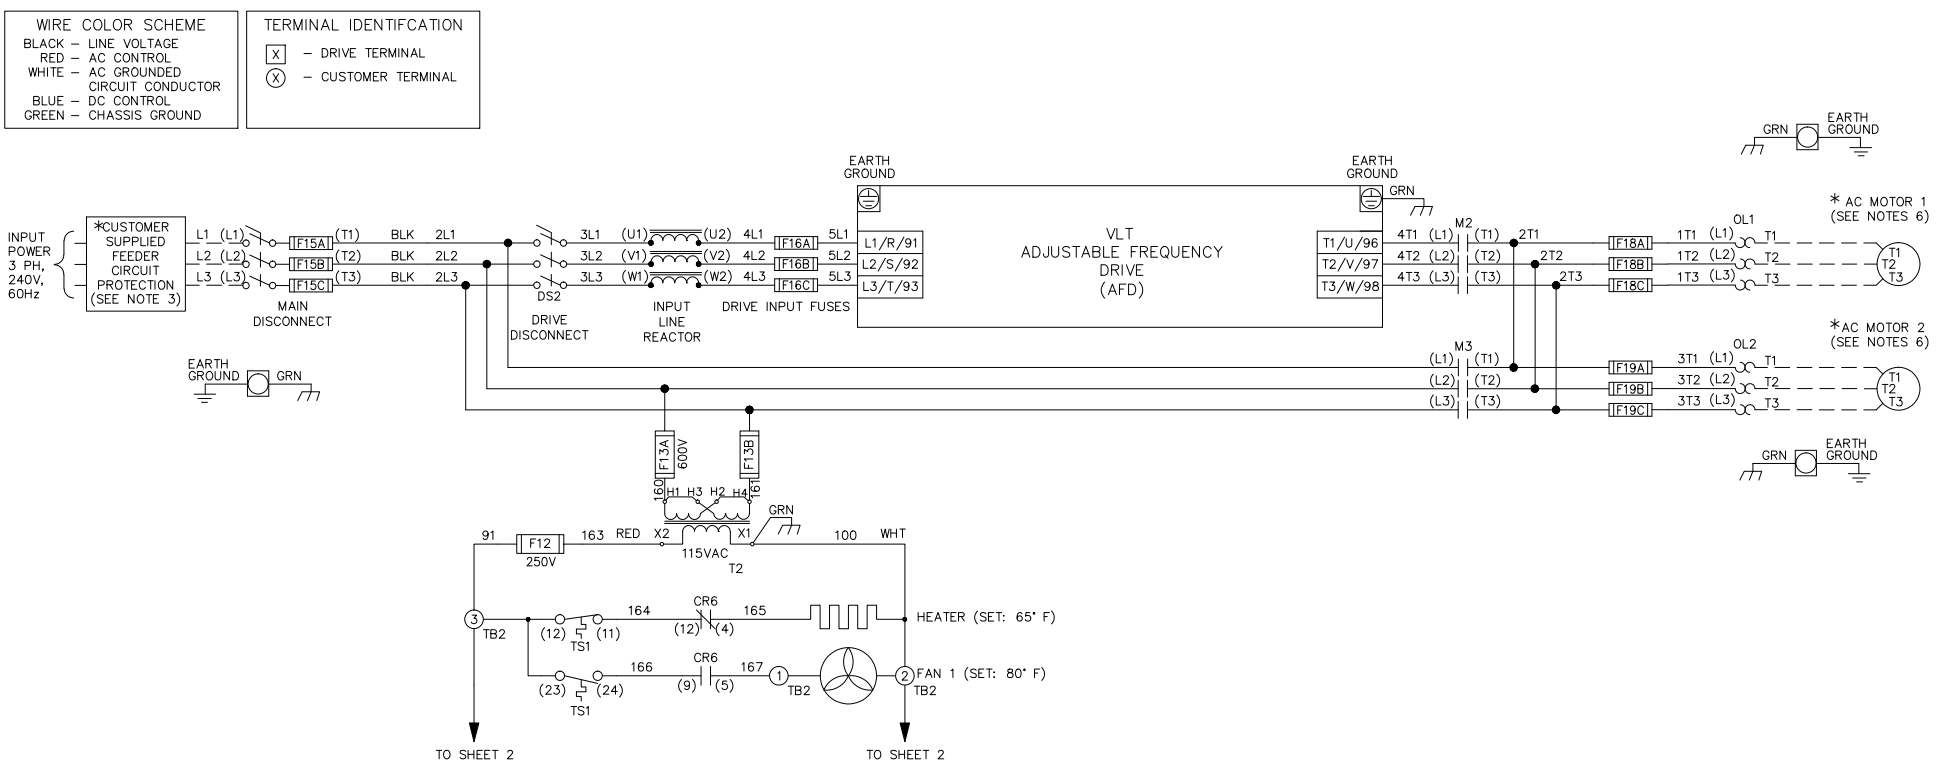 WIRE COLOR SCHEME
BLACK – LINE VOLTAGE
RED – AC CONTROL
WHITE – AC GROUNDED
CIRCUIT CONDUCTOR
BLUE – DC CONTROL
GREEN – CHASSIS GROUND
TERMINAL IDENTIFCATION
X – DRIVE TERMINAL
X – CUSTOMER TERMINAL
GRN
EARTH
GROUND
EARTH
GROUND
EARTH
GROUND
GRN
INPUT
POWER
3 PH,
240V,
60Hz
*CUSTOMER
SUPPLIED
FEEDER
CIRCUIT
PROTECTION
(SEE NOTE 3)
L1 (L1) F15A (T1) BLK 2L1 3L1 (U1) (U2) 4L1 F16A 5L1 L1/R/91
L2 (L2) F15B (T2) BLK 2L2 3L2 (V1) (V2) 4L2 F16B 5L2 L2/S/92
L3 (L3) F15C (T3) BLK 2L3 3L3 (W1) (W2) 4L3 F16C 5L3 L3/T/93
MAIN
DISCONNECT
DS2
DRIVE
DISCONNECT
INPUT
LINE
REACTOR
DRIVE INPUT FUSES
VLT
ADJUSTABLE FREQUENCY
DRIVE
(AFD)
M2
OL1
* AC MOTOR 1
(SEE NOTES 6)
T1/U/96 4T1 (L1) (T1) 2T1 F18A 1T1 (L1) T1 T1
T2/V/97 4T2 (L2) (T2) 2T2 F18B 1T2 (L2) T2 T2
T3/W/98 4T3 (L3) (T3) 2T3 F18C 1T3 (L3) T3 T3
EARTH
GROUND
GRN
M3
OL2
*AC MOTOR 2
(SEE NOTES 6)
(L1) (T1) F19A 3T1 (L1) T1 T1
(L2) (T2) F19B 3T2 (L2) T2 T2
(L3) (T3) F19C 3T3 (L3) T3 T3
GRN
EARTH
GROUND
F13A
600V
F13B
160
161
H1 H3 H2 H4
GRN
91 F12 163 RED X2 X1 100 WHT
250V
115VAC
T2
3
TB2
(12) (11)
TS1
164
CR6
(12) (4)
165
HEATER (SET: 65° F)
(23) (24)
TS1
166
CR6
(9) (5)
167
1
TB2
2
TB2
FAN 1 (SET: 80° F)
TO SHEET 2
TO SHEET 2